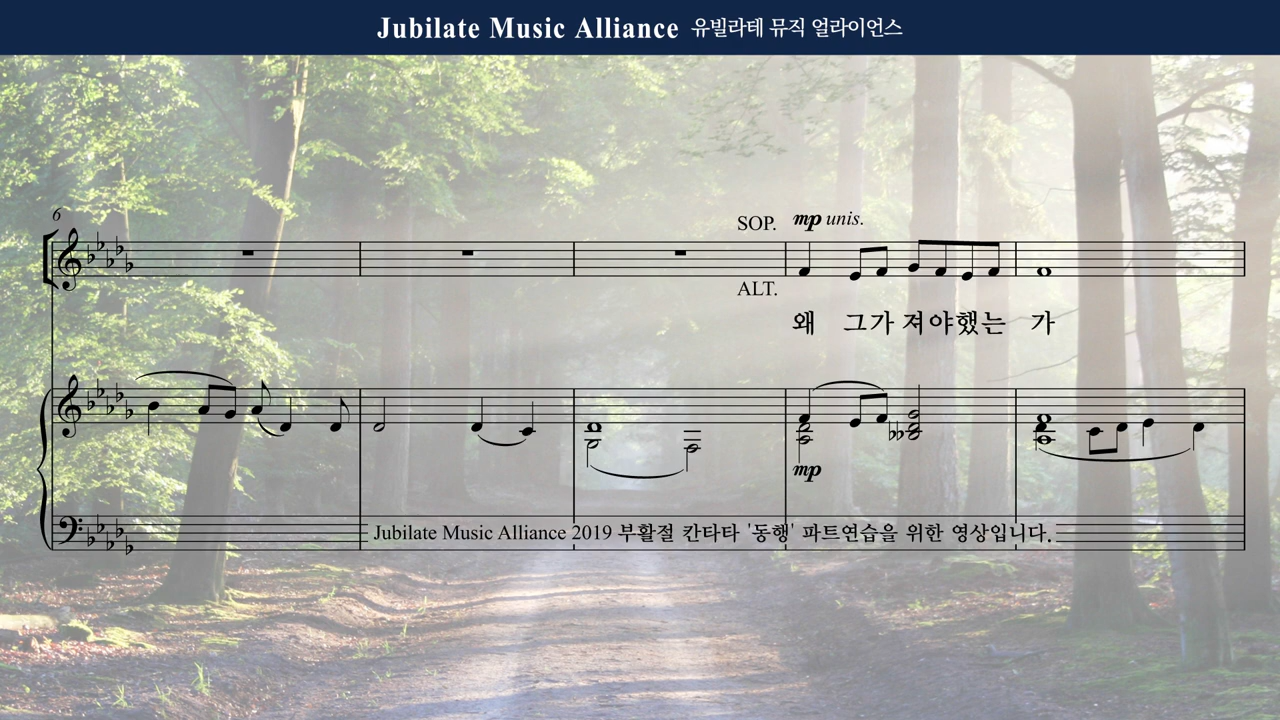 Jubilate Music Alliance 유빌라테 뮤직 얼라이언스
6
SOP. mp unis.
ALT.
왜 그가 져야했는 가
mp
Jubilate Music Alliance 2019 부활절 칸타타 '동행' 파트연습을 위한 영상입니다.